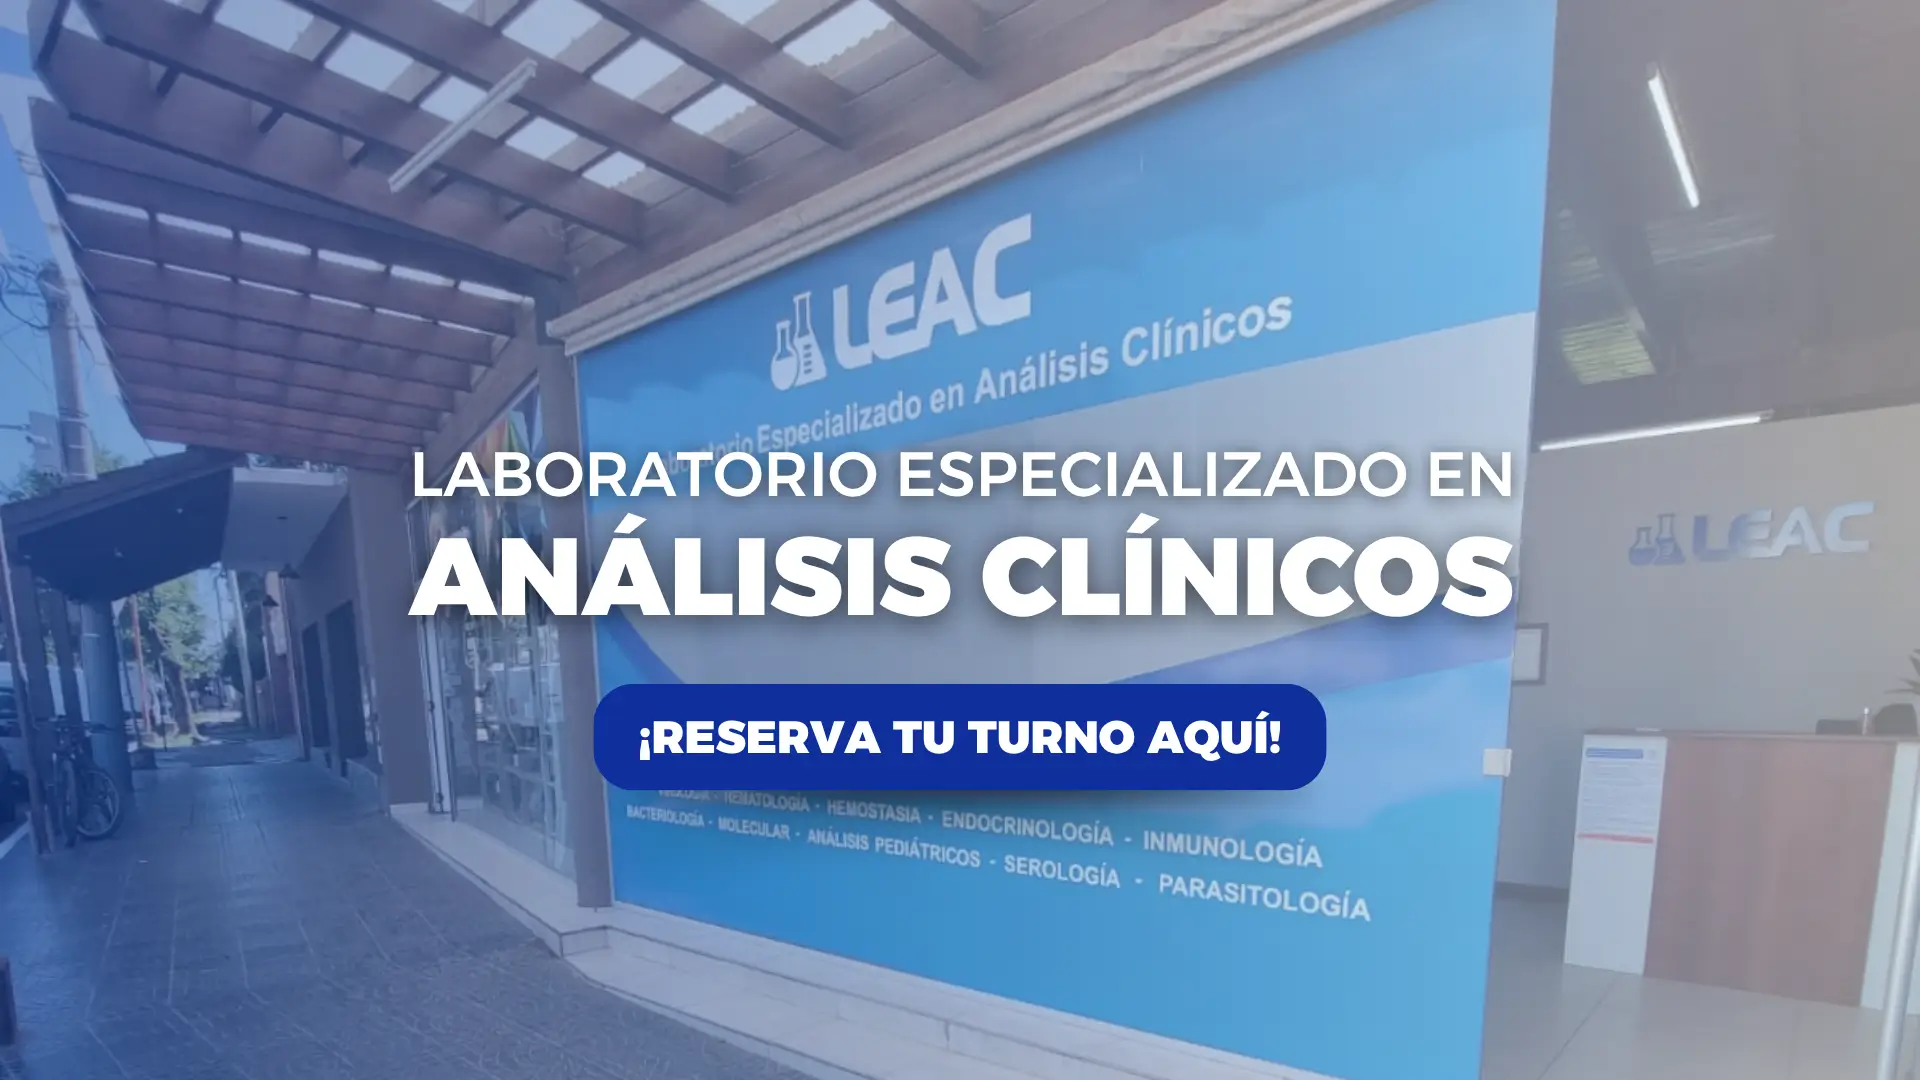 LEAC
Especializado en Análisis Clínicos
LABORATORIO ESPECIALIZADO EN
ANÁLISIS CLÍNICOS
LEAC
¡RESERVA TU TURNO AQUÍ!
- HEMATOLOGÍA - HEMOSTASIA - ENDOCRINOLOGÍA - INMUNOLOGÍA
BACTERIOLOGÍA - MOLECULAR - ANÁLISIS PEDIÁTRICOS - SEROLOGÍA - PARASITOLOGÍA